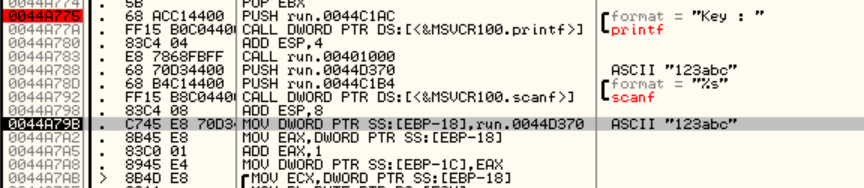 0044A774 . 5B POP EBX
0044A775 . 68 ACC14400 PUSH run.0044C1AC format = "Key : "
0044A77A . FF15 B0C0440 CALL DWORD PTR DS:[<&MSVCR100.printf>] printf
0044A780 . 83C4 04 ADD ESP,4
0044A783 . E8 7868FBFF CALL run.00401000
0044A788 . 68 70D34400 PUSH run.0044D370 ASCII "123abc"
0044A78D . 68 B4C14400 PUSH run.0044C1B4 format = "%s"
0044A792 . FF15 B8C0440 CALL DWORD PTR DS:[<&MSVCR100.scanf>] scanf
0044A798 . 83C4 08 ADD ESP,8
0044A79B . C745 E8 70D3 MOV DWORD PTR SS:[EBP-18],run.0044D370 ASCII "123abc"
0044A7A2 . 8B45 E8 MOV EAX,DWORD PTR SS:[EBP-18]
0044A7A5 . 83C0 01 ADD EAX,1
0044A7A8 . 8945 E4 MOV DWORD PTR SS:[EBP-1C],EAX
0044A7AB > 8B4D E8 MOV ECX,DWORD PTR SS:[EBP-18]